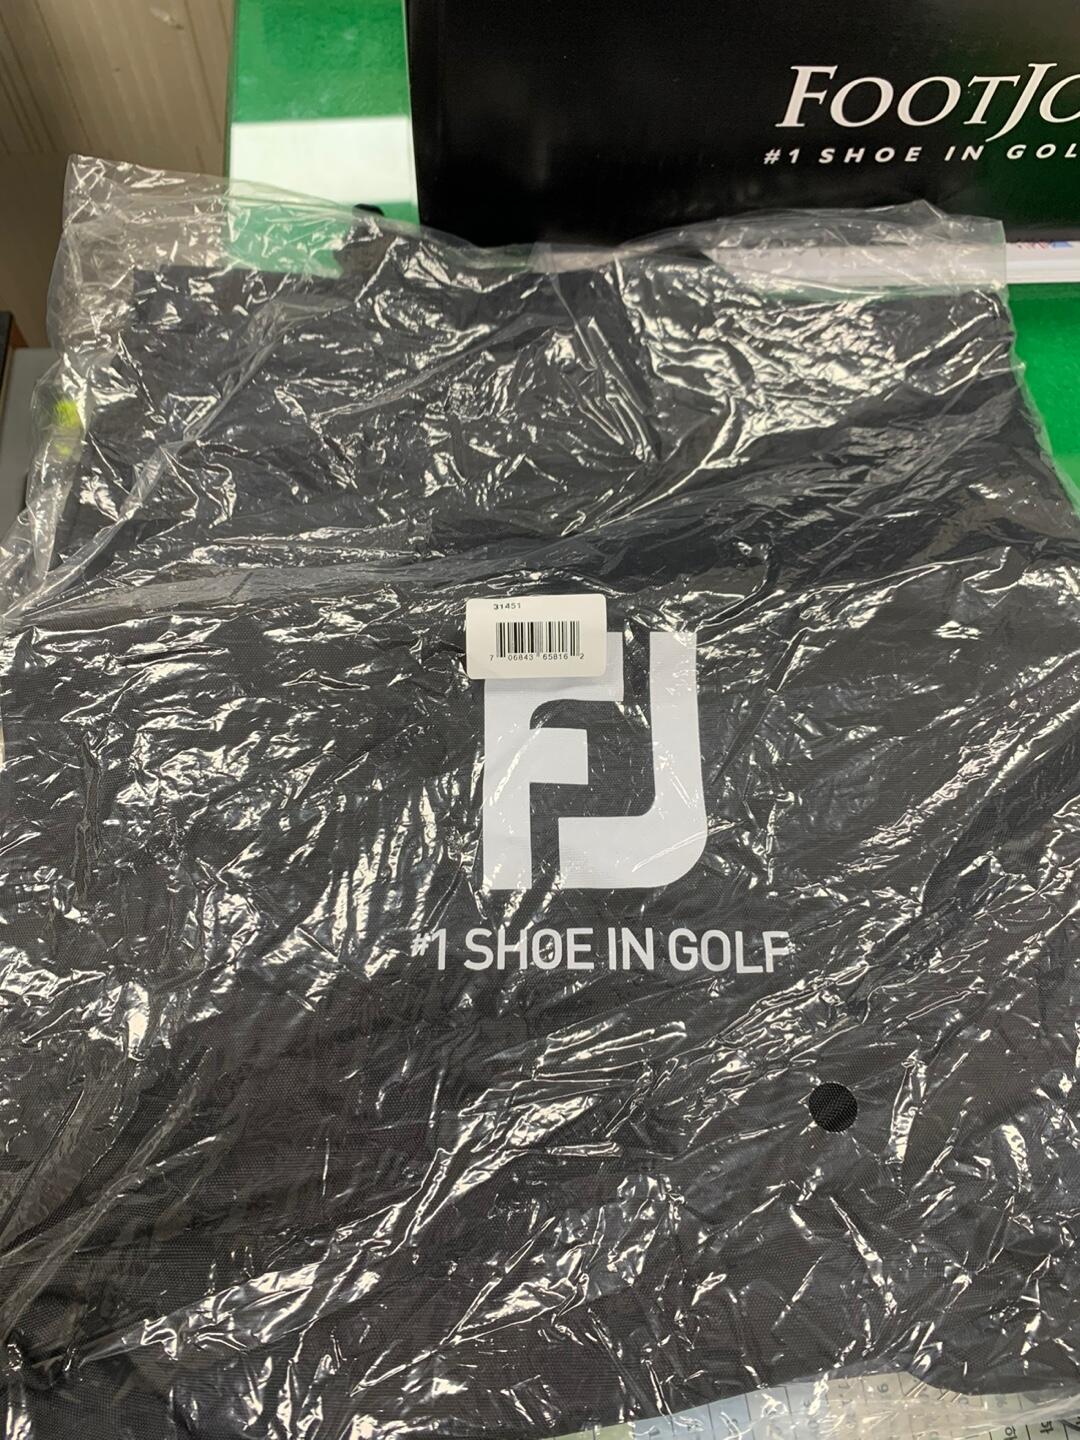 FOOTJO
#1 SHOE IN GOL
31451
7 06843 65816 2
FJ
#1 SHOE IN GOLF